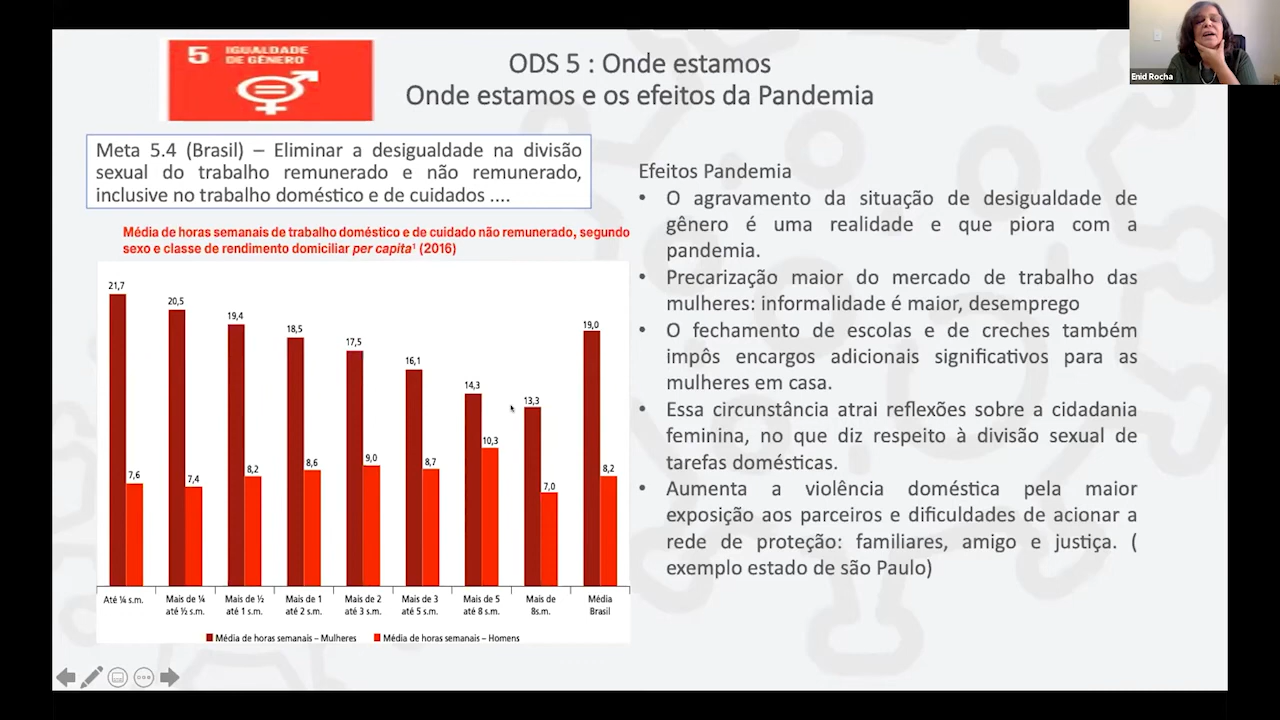 5 IGUALDADE
DE GÊNERO
ODS 5 : Onde estamos
Onde estamos e os efeitos da Pandemia
Enid Rocha
Meta 5.4 (Brasil) – Eliminar a desigualdade na divisão
sexual do trabalho remunerado e não remunerado,
inclusive no trabalho doméstico e de cuidados ....
Média de horas semanais de trabalho doméstico e de cuidado não remunerado, segundo
sexo e classe de rendimento domiciliar per capita¹ (2016)
21,7
7,6
20,5
7,4
19,4
8,2
18,5
8,6
17,5
9,0
16,1
8,7
14,3
10,3
13,3
7,0
19,0
8,2
Até ¼ s.m.
Mais de ¼
até ½ s.m.
Mais de ½
até 1 s.m.
Mais de 1
até 2 s.m.
Mais de 2
até 3 s.m.
Mais de 3
até 5 s.m.
Mais de 5
até 8 s.m.
Mais de
8s.m.
Média
Brasil
Média de horas semanais – Mulheres
Média de horas semanais – Homens
Efeitos Pandemia
• O agravamento da situação de desigualdade de
gênero é uma realidade e que piora com a
pandemia.
• Precarização maior do mercado de trabalho das
mulheres: informalidade é maior, desemprego
• O fechamento de escolas e de creches também
impôs encargos adicionais significativos para as
mulheres em casa.
• Essa circunstância atrai reflexões sobre a cidadania
feminina, no que diz respeito à divisão sexual de
tarefas domésticas.
• Aumenta a violência doméstica pela maior
exposição aos parceiros e dificuldades de acionar a
rede de proteção: familiares, amigo e justiça. (
exemplo estado de são Paulo)